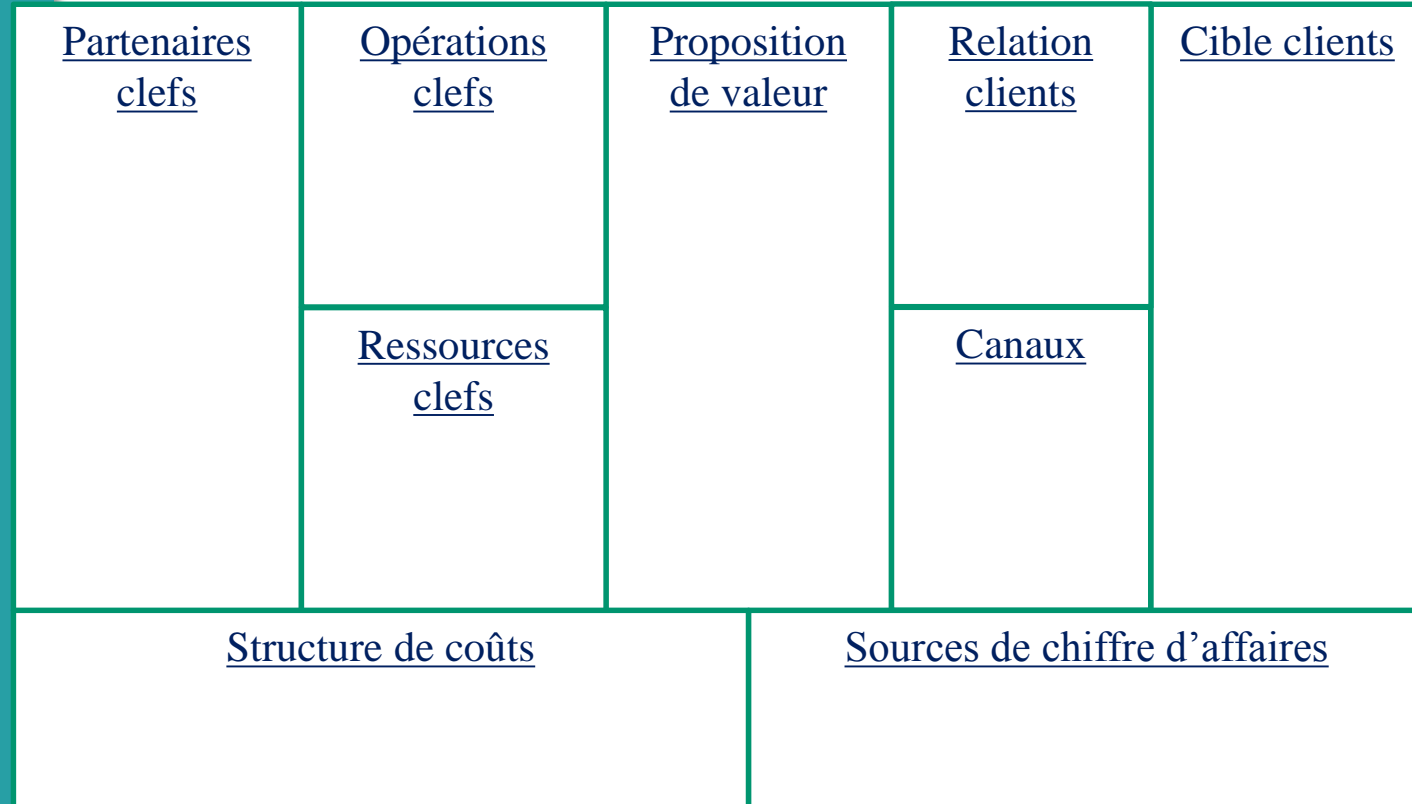 Partenaires
clefs
Opérations
clefs
Proposition
de valeur
Relation
clients
Cible clients
Ressources
clefs
Canaux
Structure de coûts
Sources de chiffre d’affaires